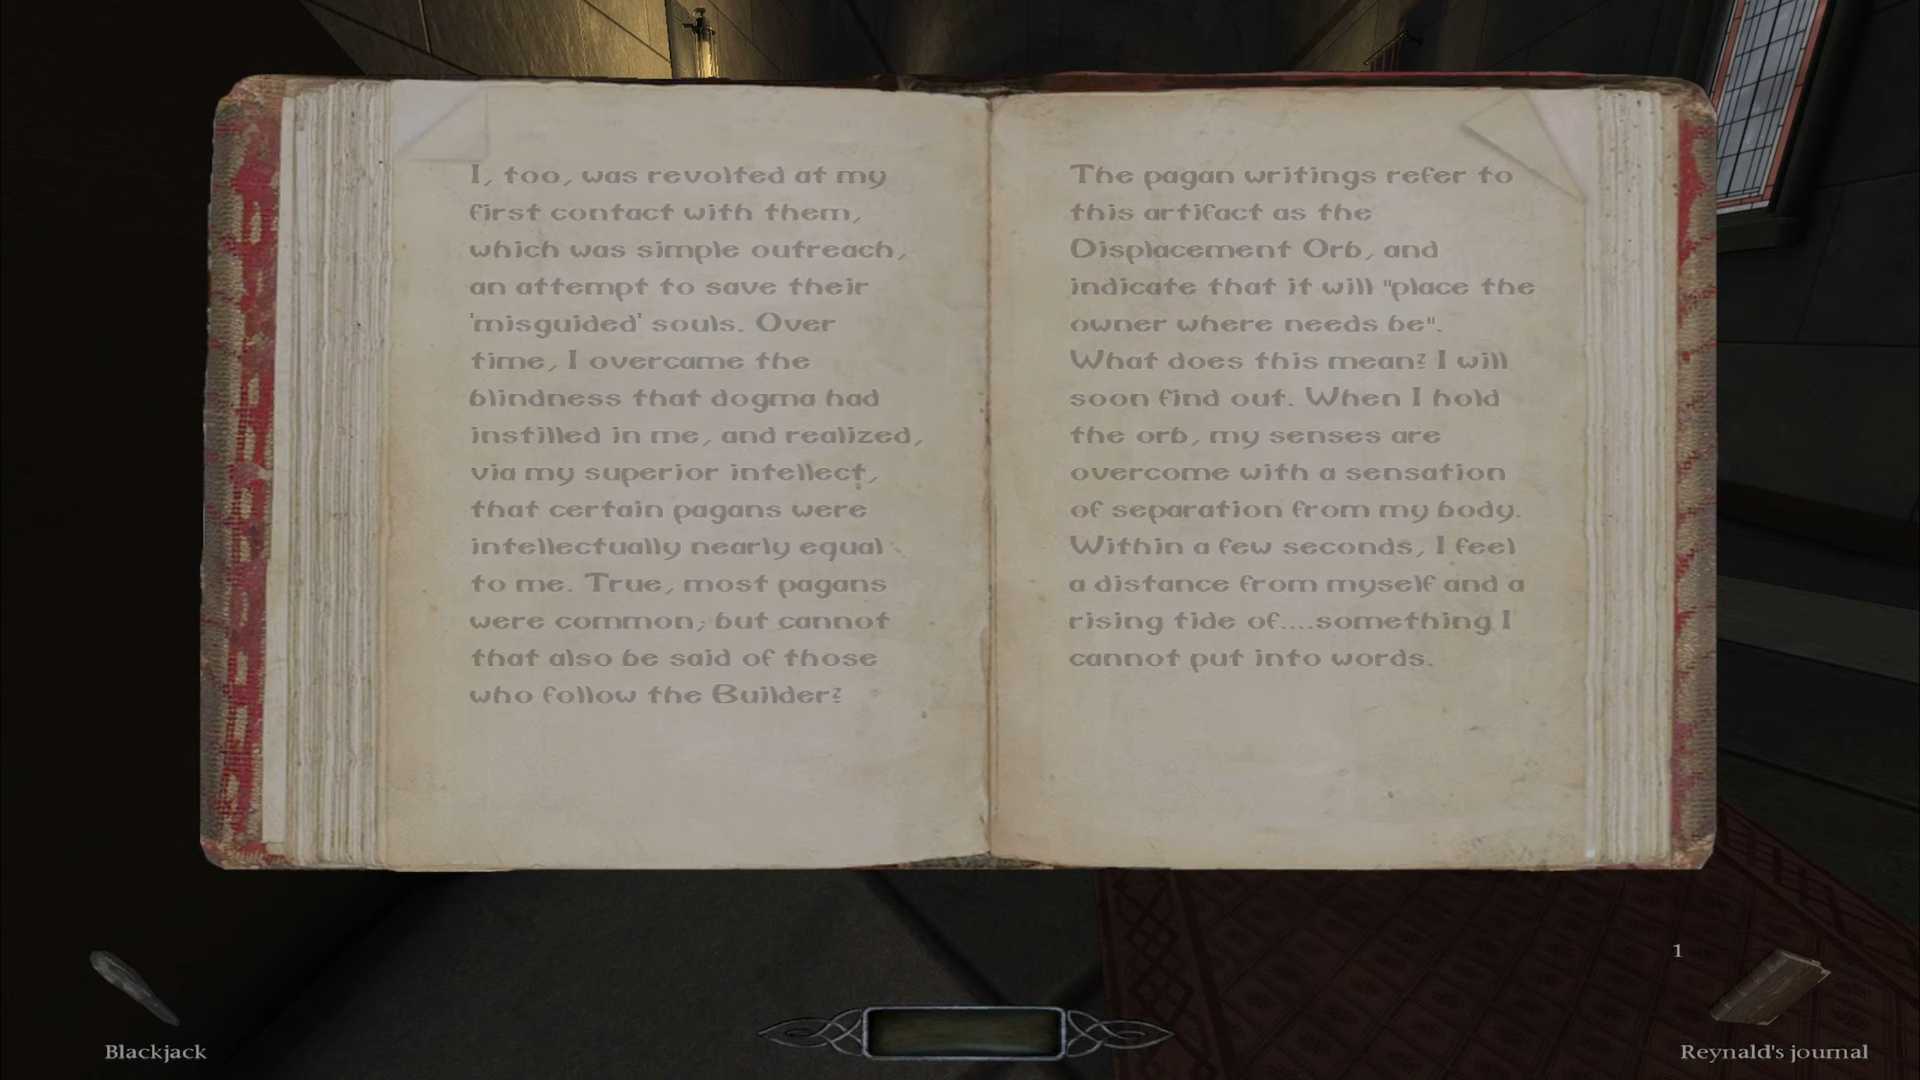 I, too, was revolted at my
first contact with them,
which was simple outreach,
an attempt to save their
'misguided' souls. Over
time, I overcame the
blindness that dogma had
instilled in me, and realized,
via my superior intellect,
that certain pagans were
intellectually nearly equal
to me. True, most pagans
were common; but cannot
that also be said of those
who follow the Builder?
The pagan writings refer to
this artifact as the
Displacement Orb, and
indicate that it will "place the
owner where needs be".
What does this mean? I will
soon find out. When I hold
the orb, my senses are
overcome with a sensation
of separation from my body.
Within a few seconds, I feel
a distance from myself and a
rising tide of....something I
cannot put into words.
1
Blackjack
Reynald's journal